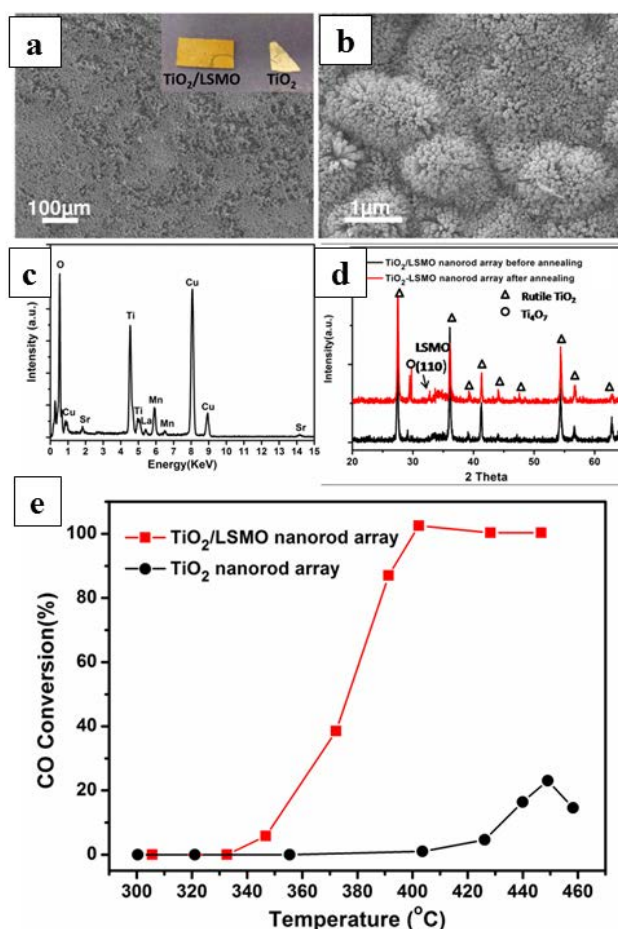 a
TiO2/LSMO
TiO2
100µm
b
1µm
c
Intensity (a.u.)
O
Cu
Sr
Ti
Ti
La
Mn
Mn
Cu
Cu
Sr
0 1 2 3 4 5 6 7 8 9 10 11 12 13 14 15
Energy(KeV)
d
Intensity(a.u.)
TiO2/LSMO nanorod array before annealing
TiO2-LSMO nanorod array after annealing
Δ Rutile TiO2
O Ti4O7
LSMO
(110)
20 30 40 50 60
2 Theta
e
TiO2/LSMO nanorod array
TiO2 nanorod array
CO Conversion(%)
100
80
60
40
20
0
300 320 340 360 380 400 420 440 460
Temperature (°C)